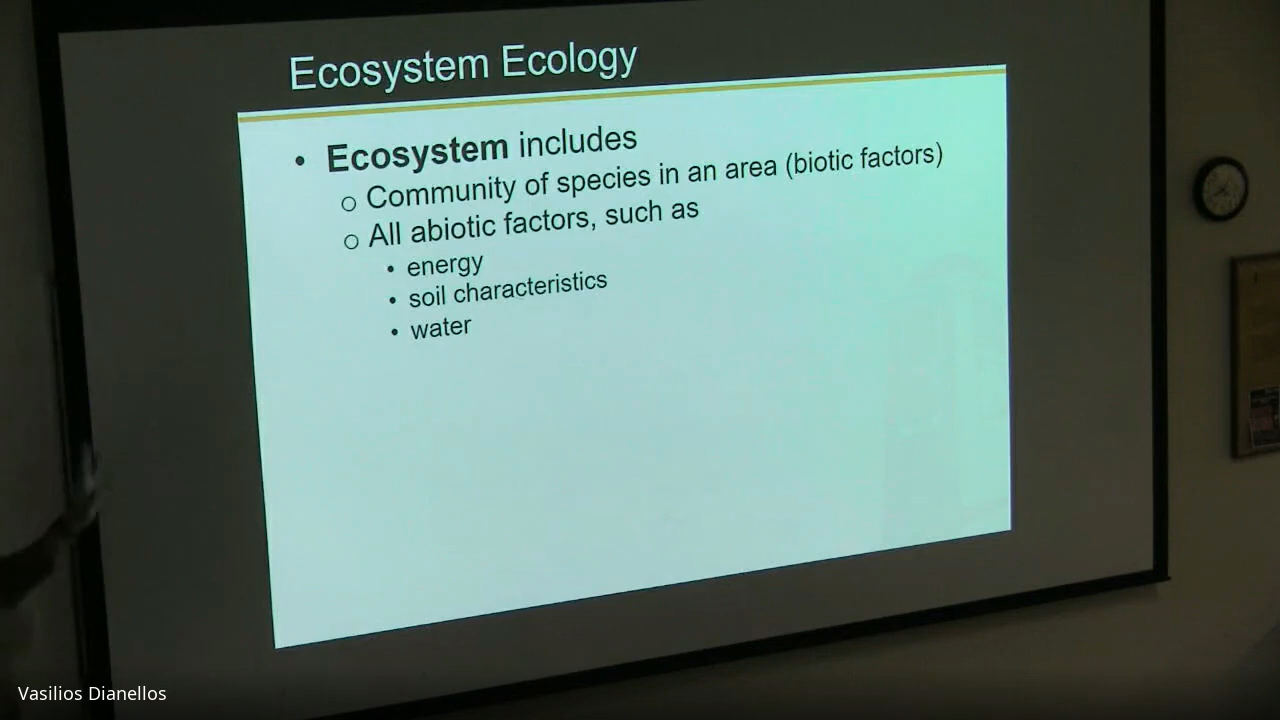 Ecosystem Ecology
• Ecosystem includes
o Community of species in an area (biotic factors)
o All abiotic factors, such as
• energy
• soil characteristics
• water
Vasilios Dianellos